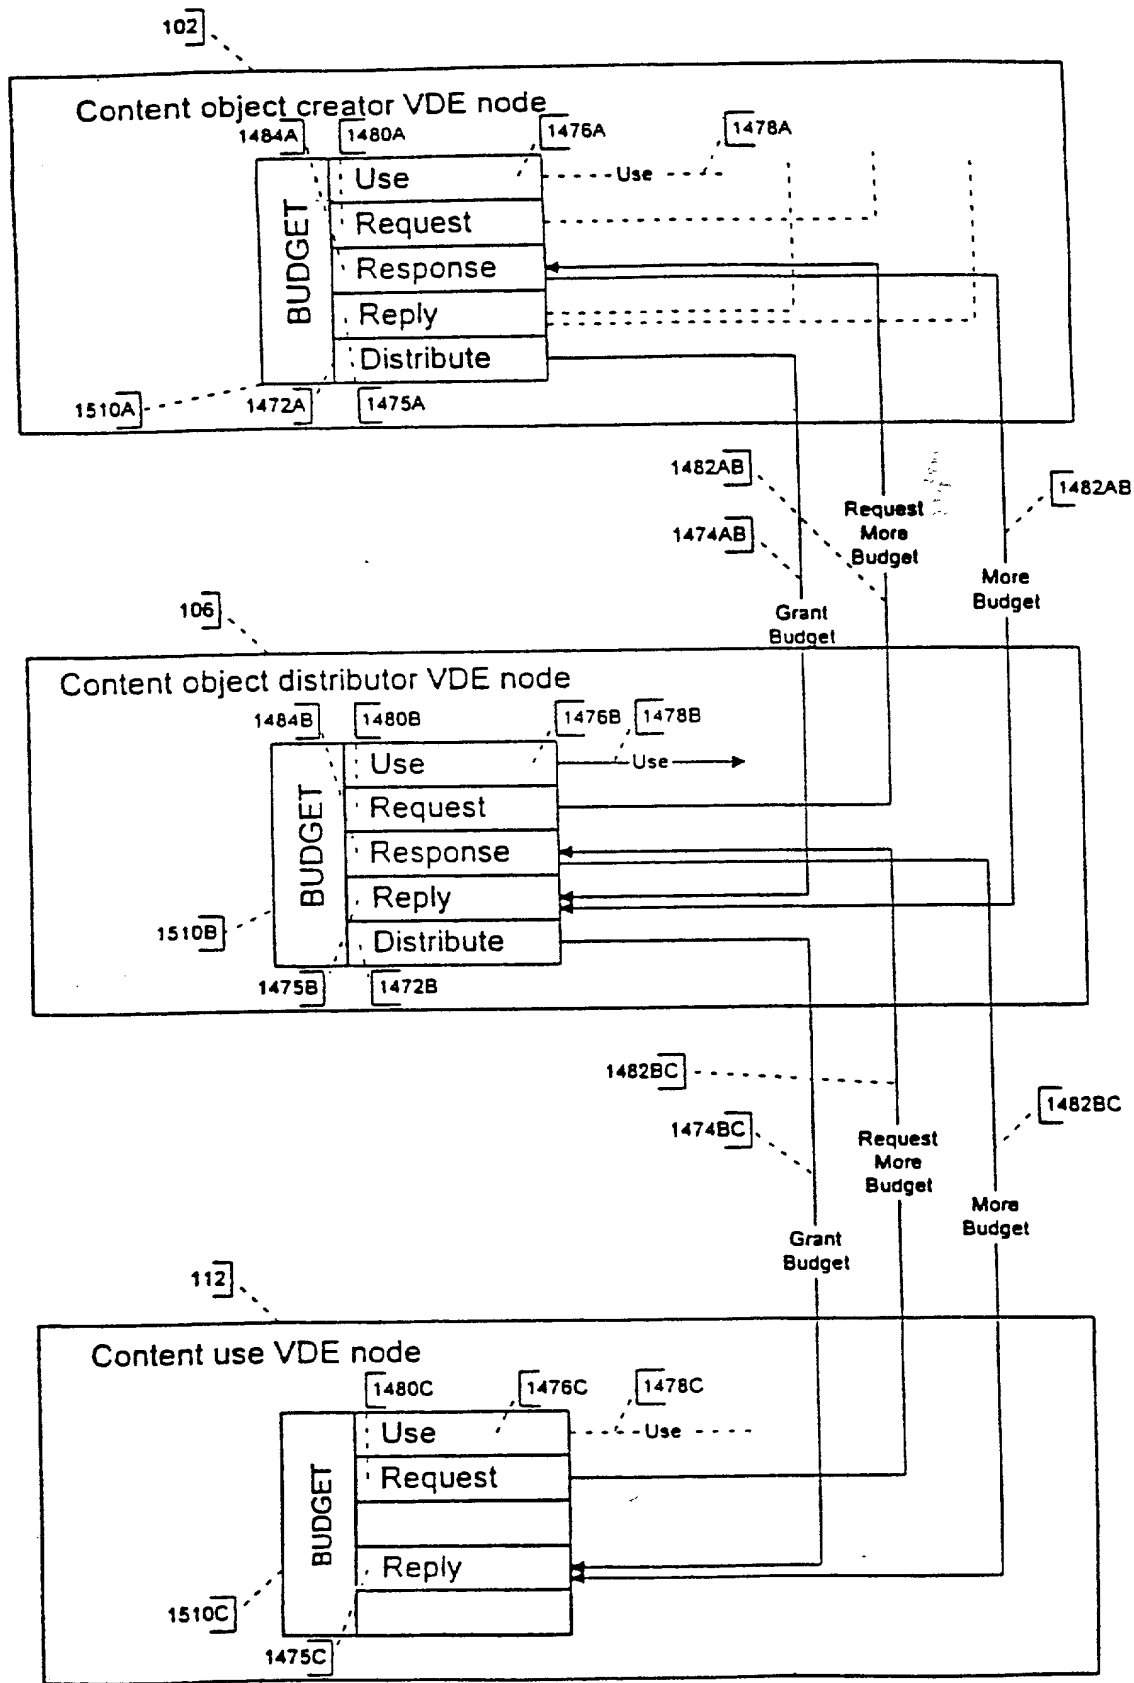 102
Content object creator VDE node
1484A
1480A
1476A
1478A
BUDGET
Use
Use
Request
Response
Reply
Distribute
1510A
1472A
1475A
1482AB
1482AB
1474AB
Request
More
Budget
More
Budget
Grant
Budget
106
Content object distributor VDE node
1484B
1480B
1476B
1478B
BUDGET
Use
Use
Request
Response
Reply
Distribute
1510B
1475B
1472B
1482BC
1482BC
1474BC
Request
More
Budget
More
Budget
Grant
Budget
112
Content use VDE node
1480C
1476C
1478C
BUDGET
Use
Use
Request
Reply
1510C
1475C